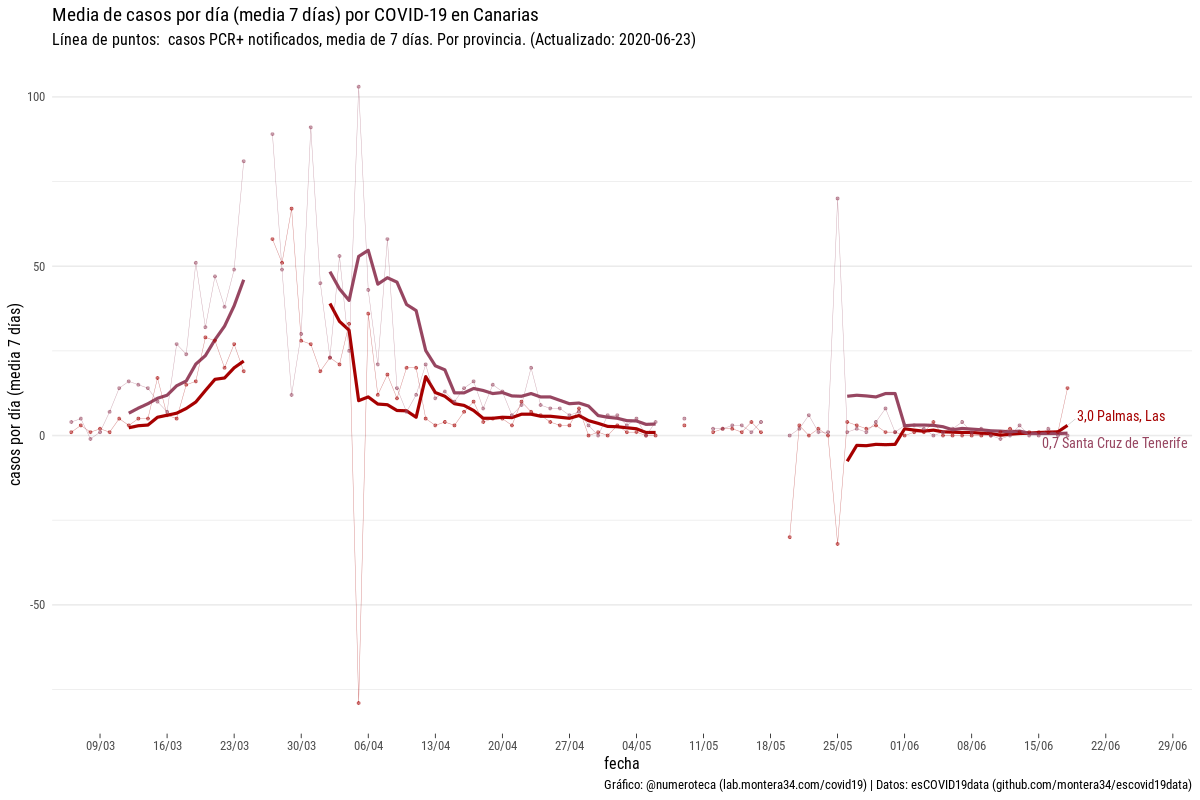 Media de casos por día (media 7 días) por COVID-19 en Canarias
Línea de puntos:  casos PCR+ notificados, media de 7 días. Por provincia. (Actualizado: 2020-06-23)
casos por día (media 7 días)
100
50
0
-50
3,0 Palmas, Las
0,7 Santa Cruz de Tenerife
09/03 16/03 23/03 30/03 06/04 13/04 20/04 27/04 04/05 11/05 18/05 25/05 01/06 08/06 15/06 22/06 29/06
fecha
Gráfico: @numeroteca (lab.montera34.com/covid19) | Datos: esCOVID19data (github.com/montera34/escovid19data)